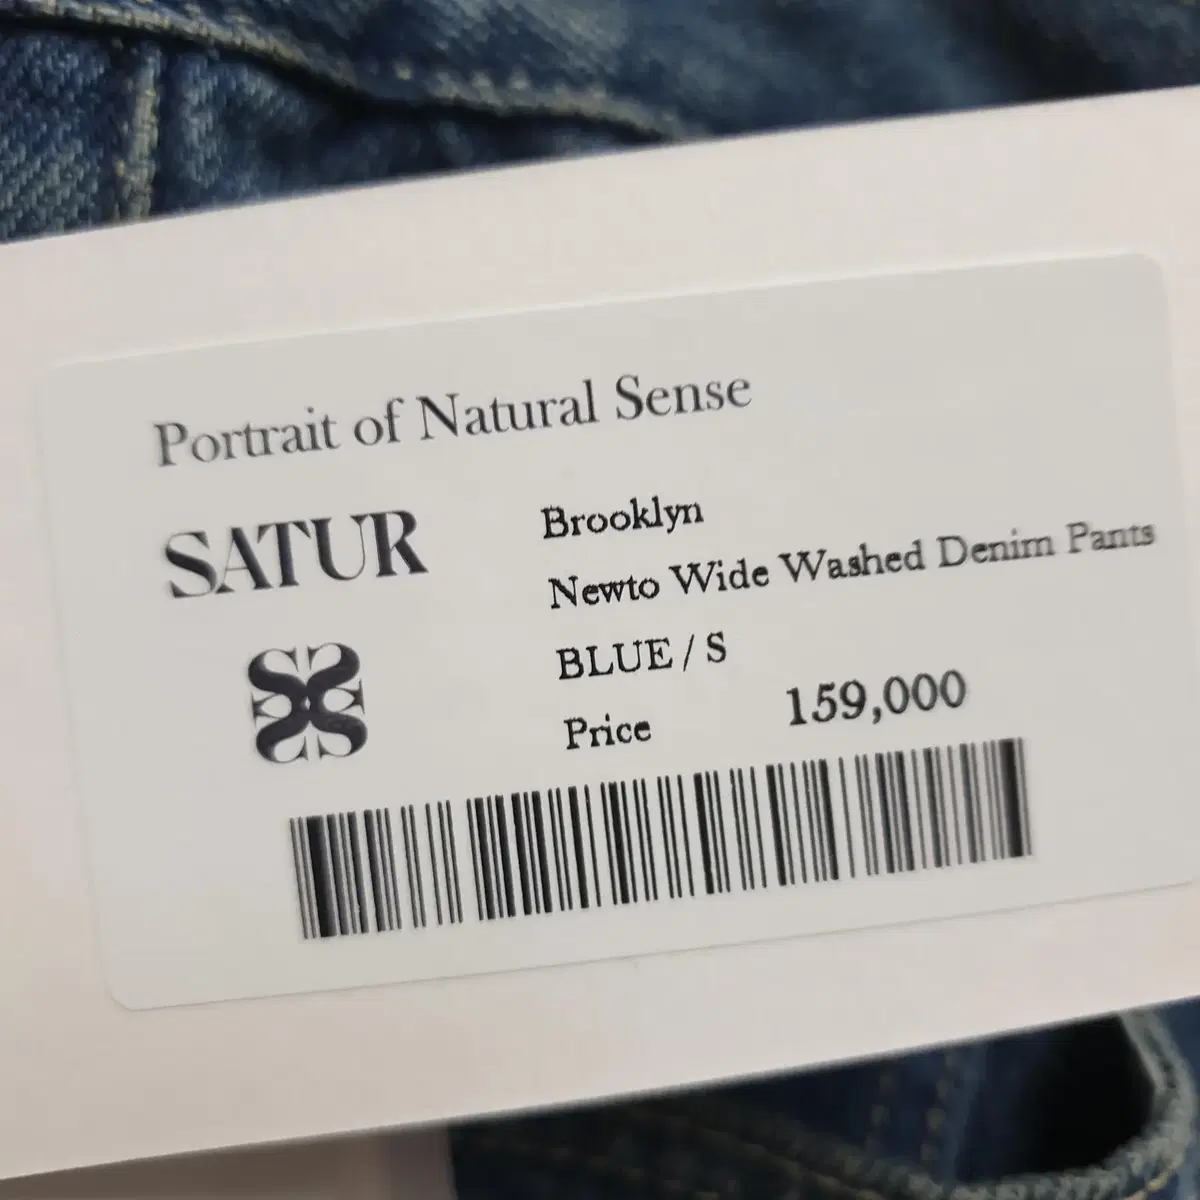 Portrait of Natural Sense
SATUR
Brooklyn
Newto Wide Washed Denim Pants
BLUE / S
Price 159,000